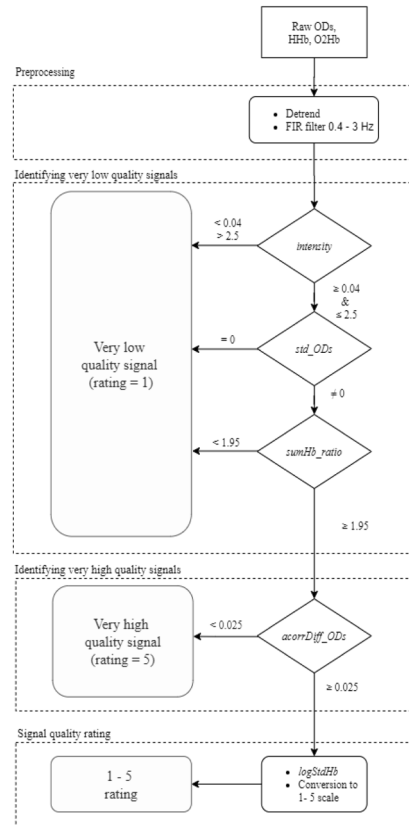 Raw ODs,
HHb, O2Hb
Preprocessing
• Detrend
• FIR filter 0.4 - 3 Hz
Identifying very low quality signals
< 0.04
> 2.5
intensity
≥ 0.04
&
≤ 2.5
Very low
quality signal
(rating = 1)
= 0
std_ODs
≠ 0
< 1.95
sumHb_ratio
≥ 1.95
Identifying very high quality signals
Very high
quality signal
(rating = 5)
< 0.025
acorrDiff_ODs
≥ 0.025
Signal quality rating
1 - 5
rating
• logStdHb
• Conversion to
1- 5 scale